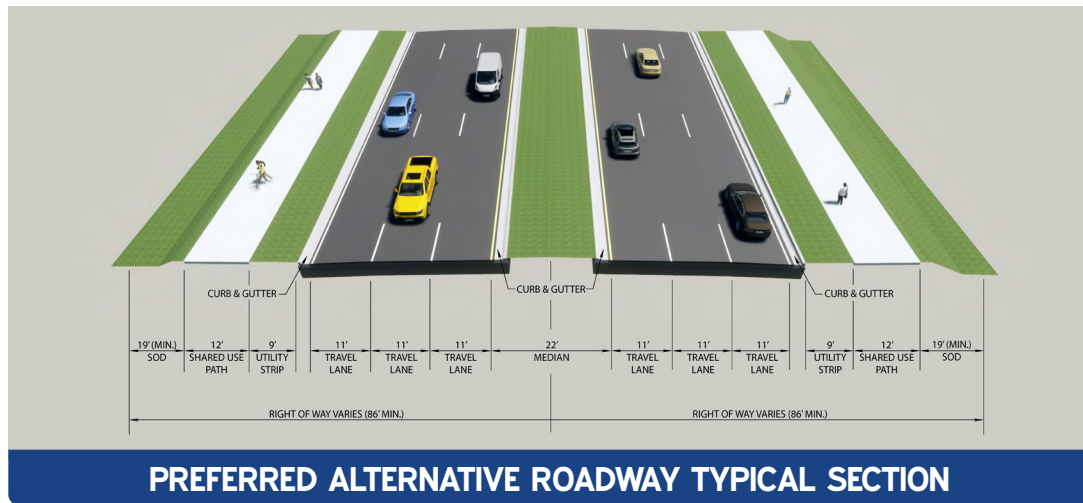 CURB & GUTTER
CURB & GUTTER
CURB & GUTTER
19' (MIN.)
SOD
12'
SHARED USE
PATH
9'
UTILITY
STRIP
11'
TRAVEL
LANE
11'
TRAVEL
LANE
11'
TRAVEL
LANE
22'
MEDIAN
11'
TRAVEL
LANE
11'
TRAVEL
LANE
11'
TRAVEL
LANE
9'
UTILITY
STRIP
12'
SHARED USE
PATH
19' (MIN.)
SOD
RIGHT OF WAY VARIES (86' MIN.)
RIGHT OF WAY VARIES (86' MIN.)
PREFERRED ALTERNATIVE ROADWAY TYPICAL SECTION